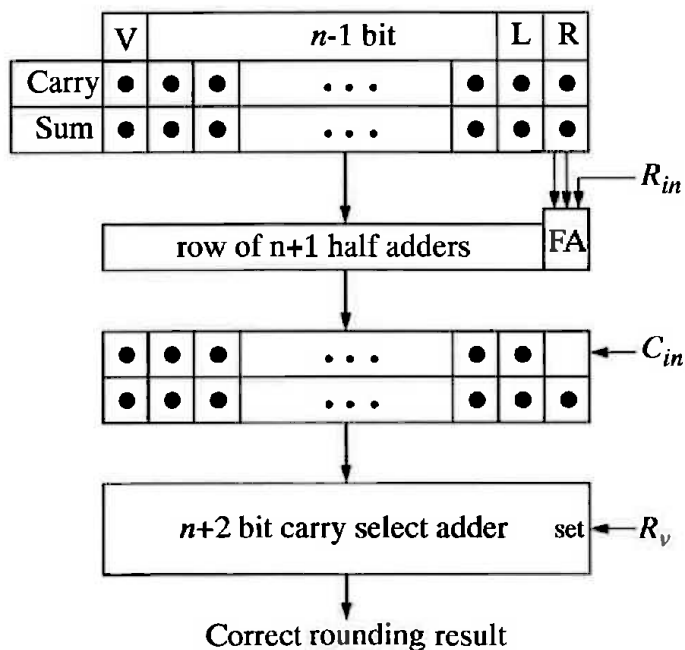 V n-1 bit L R
Carry • • • . . . • • •
Sum • • • . . . • • •
R_in
row of n+1 half adders FA
• • • . . . • •
C_in
• • • . . . • • •
n+2 bit carry select adder set R_v
Correct rounding result